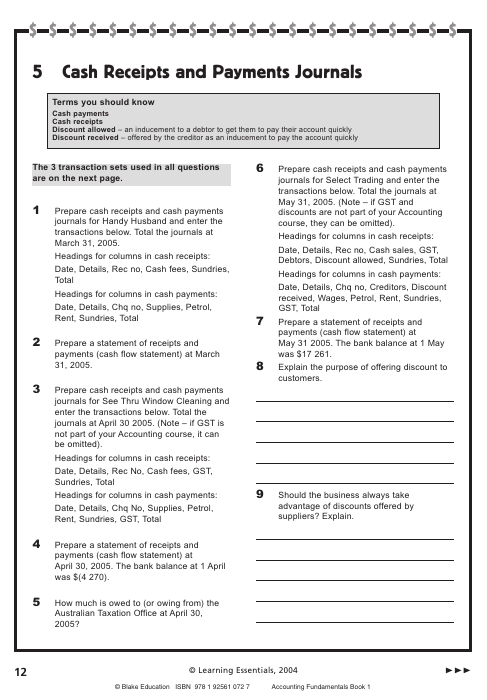 5 Cash Receipts and Payments Journals
Terms you should know
Cash payments
Cash receipts
Discount allowed – an inducement to a debtor to get them to pay their account quickly
Discount received – offered by the creditor as an inducement to pay the account quickly
The 3 transaction sets used in all questions
are on the next page.
1 Prepare cash receipts and cash payments
journals for Handy Husband and enter the
transactions below. Total the journals at
March 31, 2005.
Headings for columns in cash receipts:
Date, Details, Rec no, Cash fees, Sundries,
Total
Headings for columns in cash payments:
Date, Details, Chq no, Supplies, Petrol,
Rent, Sundries, Total
2 Prepare a statement of receipts and
payments (cash flow statement) at March
31, 2005.
3 Prepare cash receipts and cash payments
journals for See Thru Window Cleaning and
enter the transactions below. Total the
journals at April 30 2005. (Note – if GST is
not part of your Accounting course, it can
be omitted).
Headings for columns in cash receipts:
Date, Details, Rec No, Cash fees, GST,
Sundries, Total
Headings for columns in cash payments:
Date, Details, Chq No, Supplies, Petrol,
Rent, Sundries, GST, Total
4 Prepare a statement of receipts and
payments (cash flow statement) at
April 30, 2005. The bank balance at 1 April
was $(4 270).
5 How much is owed to (or owing from) the
Australian Taxation Office at April 30,
2005?
6 Prepare cash receipts and cash payments
journals for Select Trading and enter the
transactions below. Total the journals at
May 31, 2005. (Note – if GST and
discounts are not part of your Accounting
course, they can be omitted).
Headings for columns in cash receipts:
Date, Details, Rec no, Cash sales, GST,
Debtors, Discount allowed, Sundries, Total
Headings for columns in cash payments:
Date, Details, Chq no, Creditors, Discount
received, Wages, Petrol, Rent, Sundries,
GST, Total
7 Prepare a statement of receipts and
payments (cash flow statement) at
May 31 2005. The bank balance at 1 May
was $17 261.
8 Explain the purpose of offering discount to
customers.
9 Should the business always take
advantage of discounts offered by
suppliers? Explain.
12
© Learning Essentials, 2004
© Blake Education ISBN 978 1 92561 072 7 Accounting Fundamentals Book 1